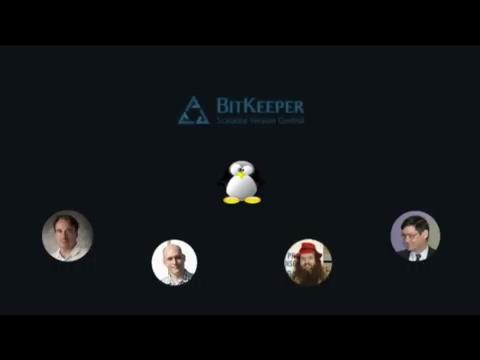 BITKEEPER
Scalable Version Control